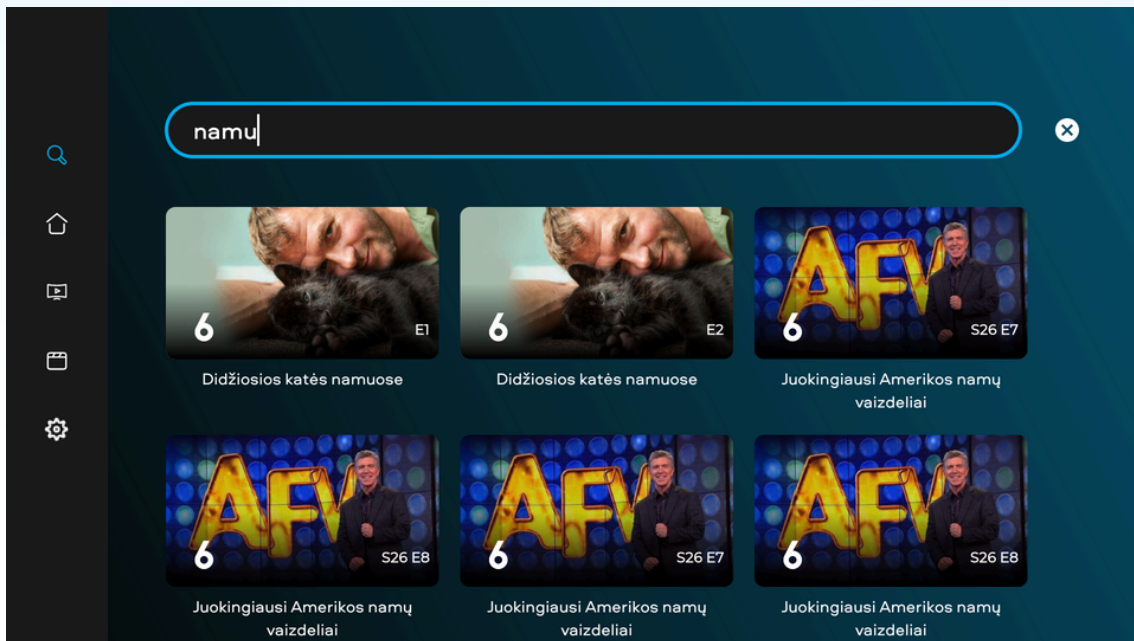 namu
6
E1
Didžiosios katės namuose
6
E2
Didžiosios katės namuose
AFV
6
S26 E7
Juokingiausi Amerikos namų
vaizdeliai
AFV
6
S26 E8
Juokingiausi Amerikos namų
vaizdeliai
AFV
6
S26 E7
Juokingiausi Amerikos namų
vaizdeliai
AFV
6
S26 E8
Juokingiausi Amerikos namų
vaizdeliai